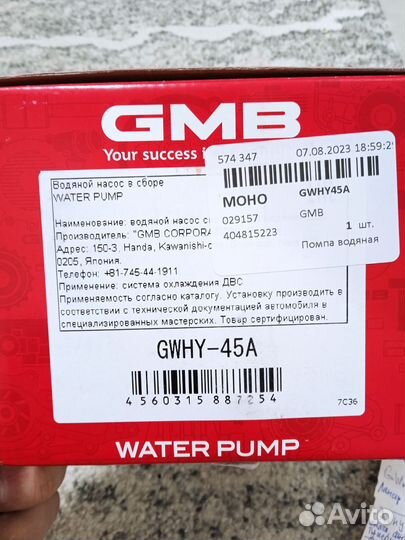 GMB
Your success i
574 347
07.08.2023 18:59:2
МОНО
GWHY45A
029157
GMB
404815223
1 шт.
Помпа водяная
Водяной насос в сборе
WATER PUMP
Наименование: водяной насос
Производитель: "GMB CORPORA
Адрес: 150-3, Handa, Kawanishi-
0205, Япония.
Телефон: +81-745-44-1911
Применение: система охлаждения ДВС
Применяемость согласно каталогу. Установку производить в
соответствии с технической документацией автомобиля в
специализированных мастерских. Товар сертифицирован.
GWHY-45A
4560315887254
7C36
WATER PUMP
Avito